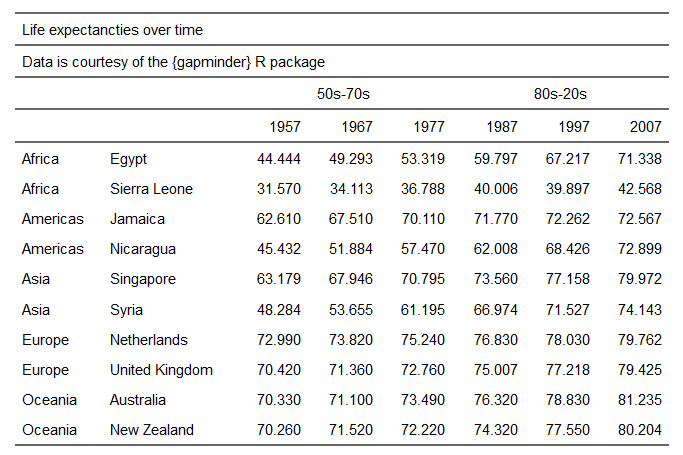 Life expectancies over time
Data is courtesy of the {gapminder} R package
50s-70s 80s-20s
1957 1967 1977 1987 1997 2007
Africa Egypt 44.444 49.293 53.319 59.797 67.217 71.338
Africa Sierra Leone 31.570 34.113 36.788 40.006 39.897 42.568
Americas Jamaica 62.610 67.510 70.110 71.770 72.262 72.567
Americas Nicaragua 45.432 51.884 57.470 62.008 68.426 72.899
Asia Singapore 63.179 67.946 70.795 73.560 77.158 79.972
Asia Syria 48.284 53.655 61.195 66.974 71.527 74.143
Europe Netherlands 72.990 73.820 75.240 76.830 78.030 79.762
Europe United Kingdom 70.420 71.360 72.760 75.007 77.218 79.425
Oceania Australia 70.330 71.100 73.490 76.320 78.830 81.235
Oceania New Zealand 70.260 71.520 72.220 74.320 77.550 80.204